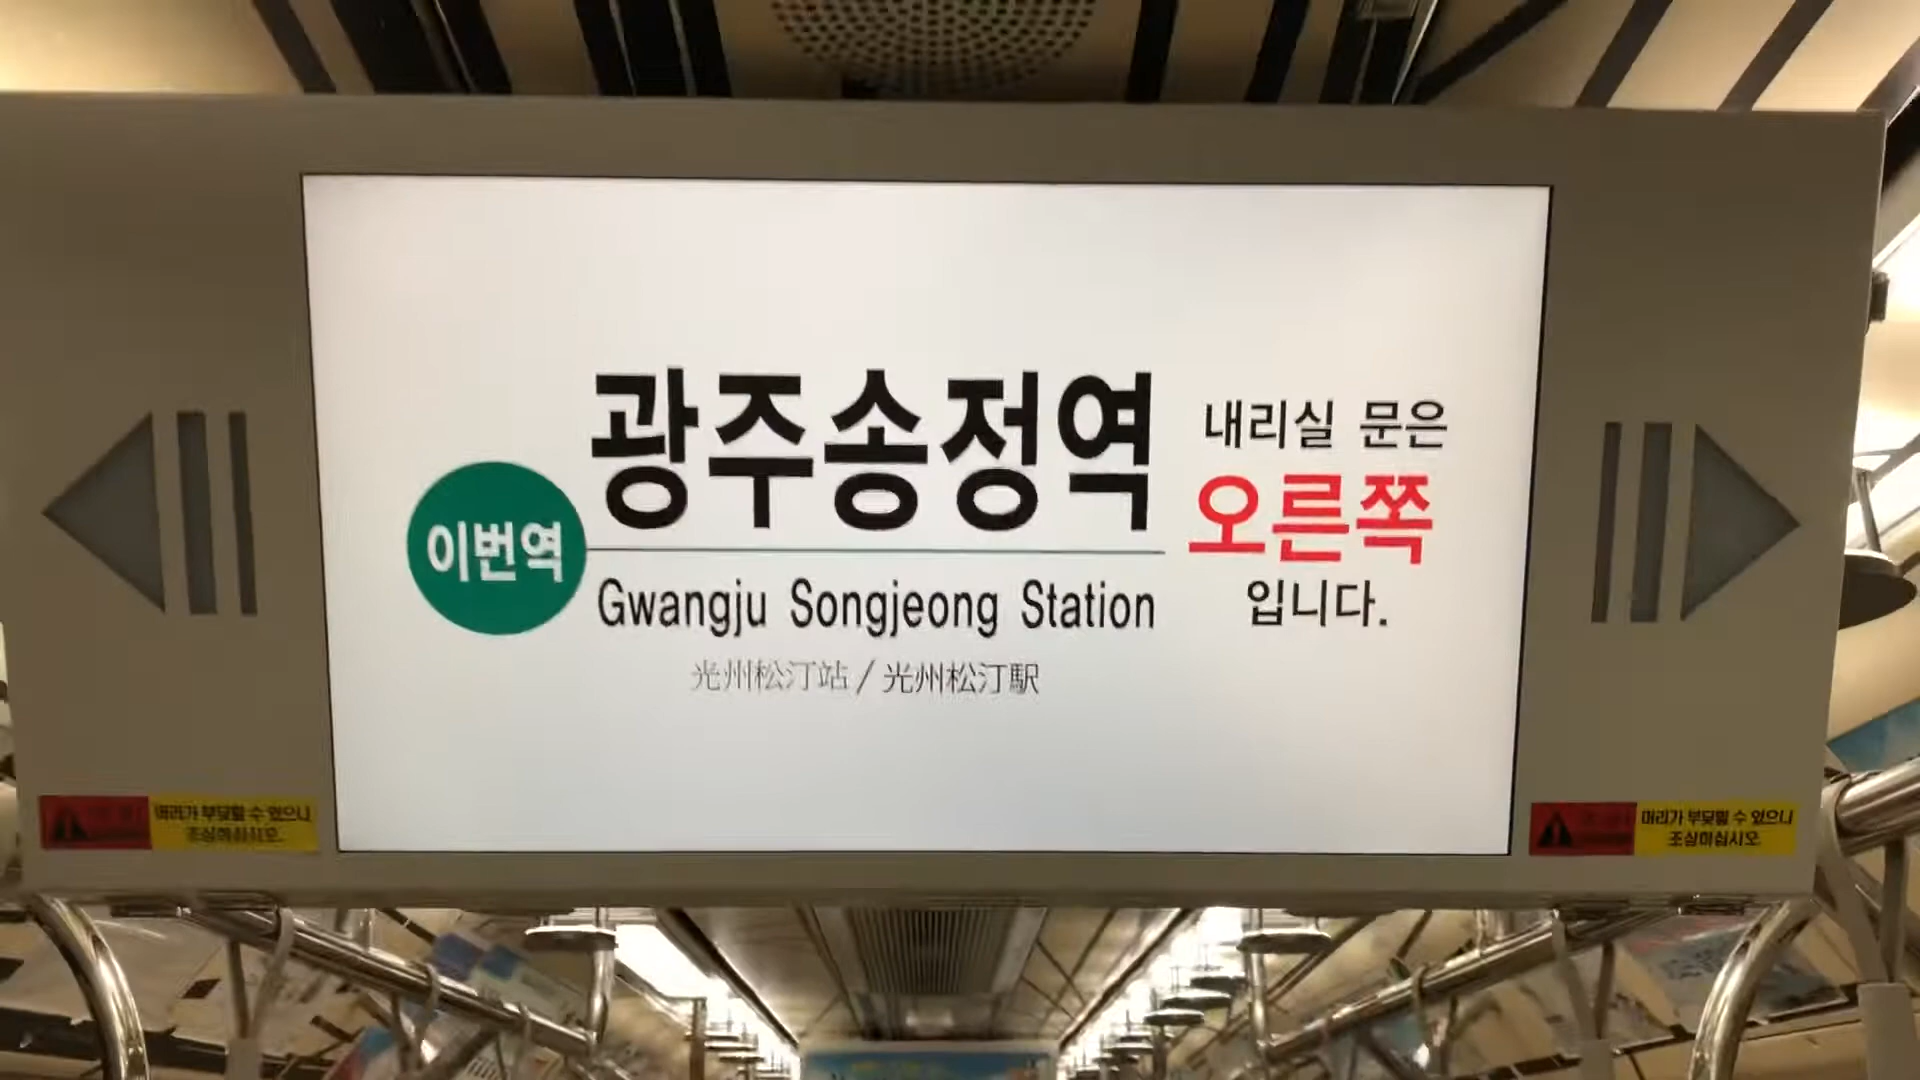 이번역
광주송정역
Gwangju Songjeong Station
光州松汀站 / 光州松汀駅
내리실 문은
오른쪽
입니다.
머리가 부딪힐 수 있으니
조심하십시오.
머리가 부딪힐 수 있으니
조심하십시오.